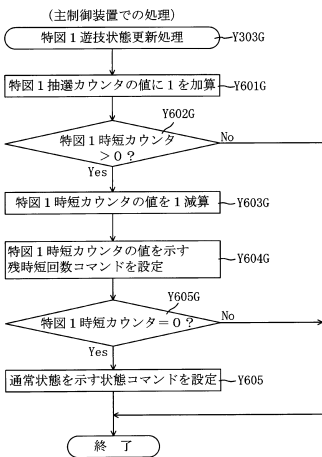 (主制御装置での処理)
特図1遊技状態更新処理
Y303G
特図1抽選カウンタの値に1を加算
Y601G
Y602G
特図1時短カウンタ
>0?
No
Yes
特図1時短カウンタの値を1減算
Y603G
特図1時短カウンタの値を示す
残時短回数コマンドを設定
Y604G
Y605G
特図1時短カウンタ=0?
No
Yes
通常状態を示す状態コマンドを設定
Y605
終 了